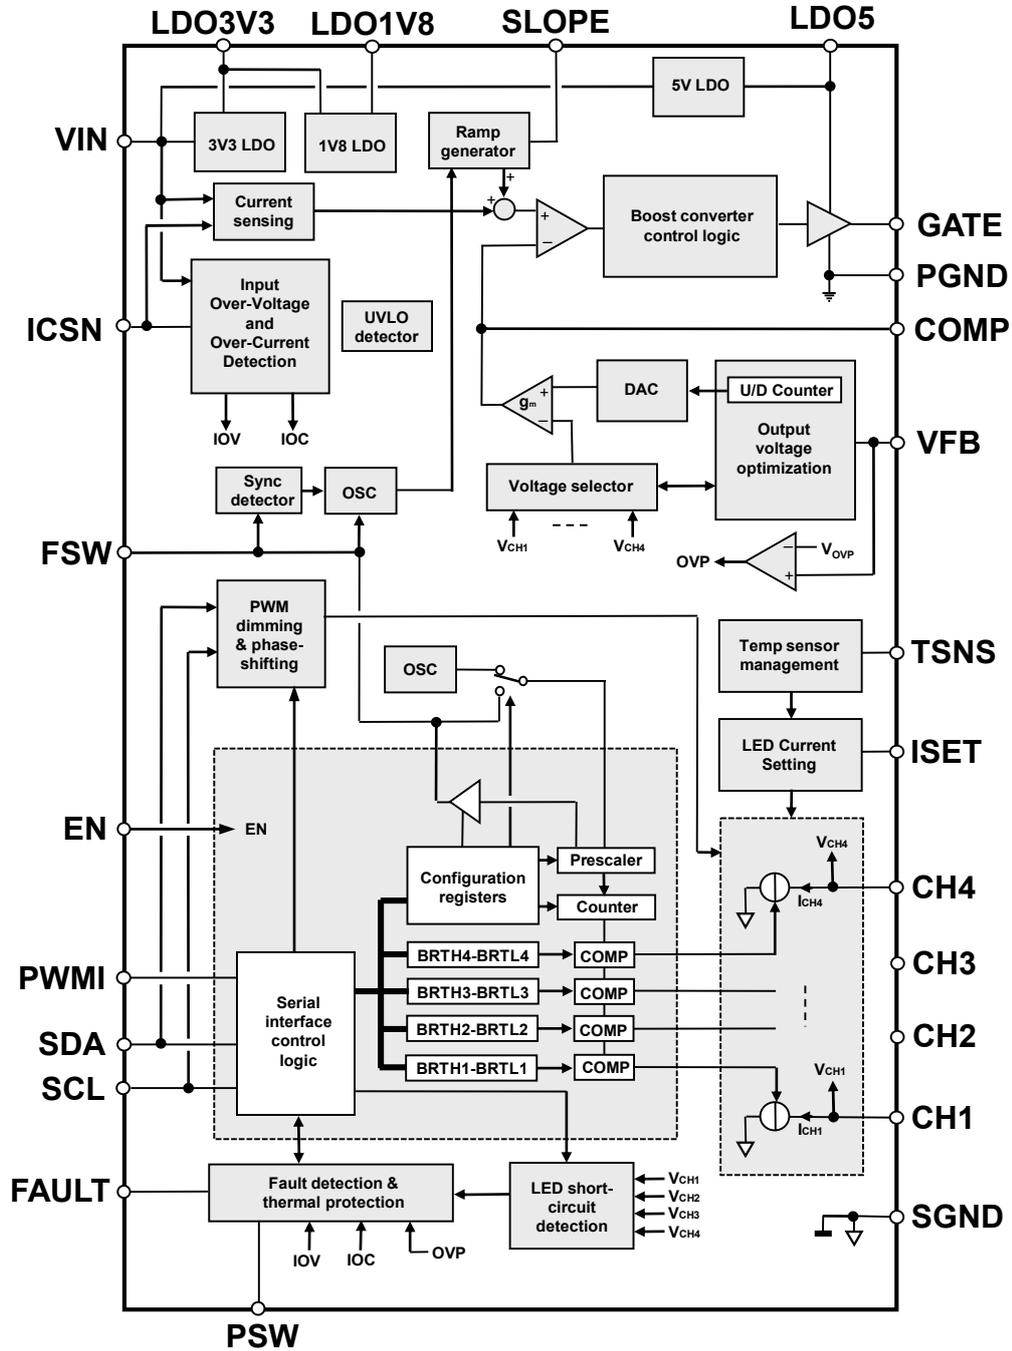 LDO3V3
LDO1V8
SLOPE
LDO5
VIN
3V3 LDO
1V8 LDO
Ramp
generator
5V LDO
+
+
Current
sensing
+
−
Boost converter
control logic
GATE
PGND
ICSN
Input
Over-Voltage
and
Over-Current
Detection
UVLO
detector
COMP
IOV
IOC
gm
+
−
DAC
U/D Counter
Output
voltage
optimization
VFB
Sync
detector
OSC
Voltage selector
VCH1
VCH4
FSW
OVP
−
+
VOVP
PWM
dimming
& phase-
shifting
OSC
Temp sensor
management
TSNS
LED Current
Setting
ISET
EN
EN
Configuration
registers
Prescaler
Counter
VCH4
ICH4
CH4
BRTH4-BRTL4
COMP
BRTH3-BRTL3
COMP
BRTH2-BRTL2
COMP
BRTH1-BRTL1
COMP
CH3
CH2
PWMI
SDA
SCL
Serial
interface
control
logic
VCH1
ICH1
CH1
FAULT
Fault detection &
thermal protection
LED short-
circuit
detection
VCH1
VCH2
VCH3
VCH4
IOV
IOC
OVP
SGND
PSW